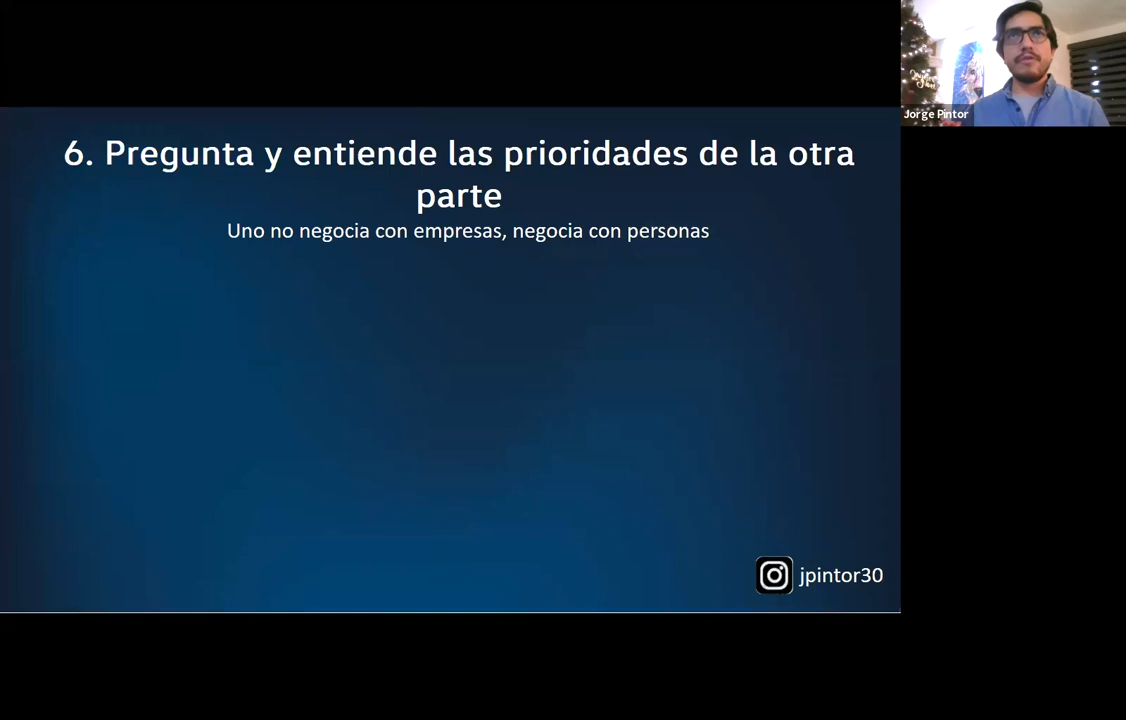 6. Pregunta y entiende las prioridades de la otra
parte
Uno no negocia con empresas, negocia con personas
jpintor30
Jorge Pintor